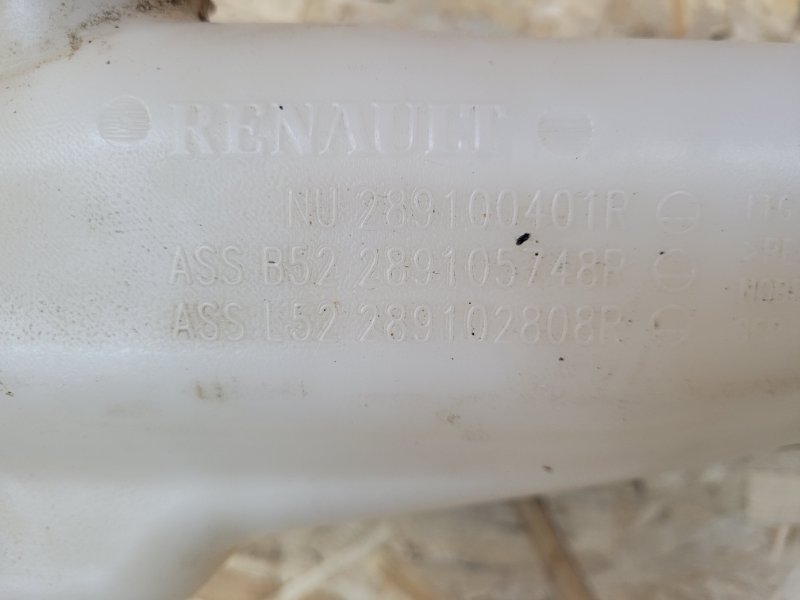 RENAULT
NU 289100401R
ASS B52 289105748R
ASS L52 289102808R